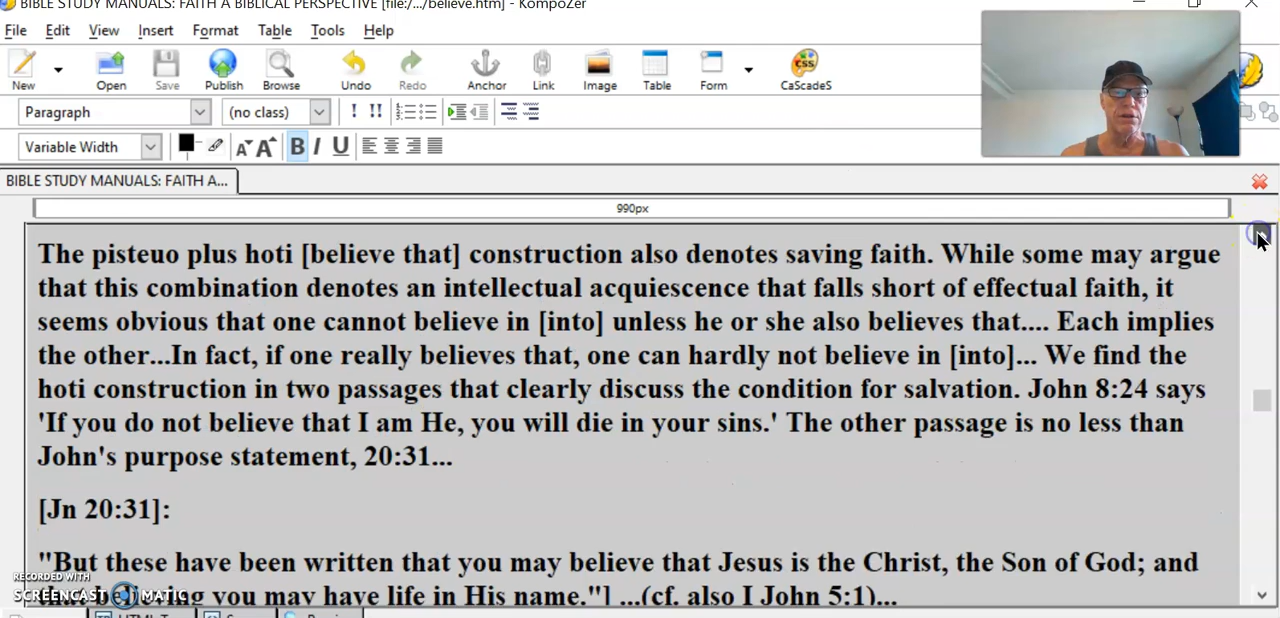 BIBLE STUDY MANUALS: FAITH A BIBLICAL PERSPECTIVE [file:/.../believe.htm] - KompoZer
File Edit View Insert Format Table Tools Help
New Open Save Publish Browse Undo Redo Anchor Link Image Table Form CaScadeS
Paragraph (no class) ! !!
Variable Width A A B I U
BIBLE STUDY MANUALS: FAITH A...
990px
The pisteuo plus hoti [believe that] construction also denotes saving faith. While some may argue
that this combination denotes an intellectual acquiescence that falls short of effectual faith, it
seems obvious that one cannot believe in [into] unless he or she also believes that.... Each implies
the other...In fact, if one really believes that, one can hardly not believe in [into]... We find the
hoti construction in two passages that clearly discuss the condition for salvation. John 8:24 says
'If you do not believe that I am He, you will die in your sins.' The other passage is no less than
John's purpose statement, 20:31...
[Jn 20:31]:
"But these have been written that you may believe that Jesus is the Christ, the Son of God; and
believing you may have life in His name."] ...(cf. also I John 5:1)...
RECORDED WITH
SCREENCAST MATIC